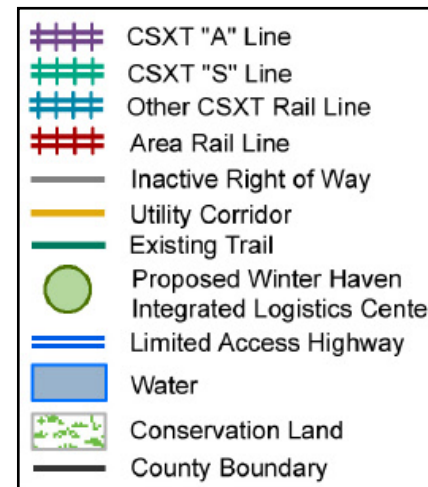 CSXT "A" Line
CSXT "S" Line
Other CSXT Rail Line
Area Rail Line
Inactive Right of Way
Utility Corridor
Existing Trail
Proposed Winter Haven
Integrated Logistics Cente
Limited Access Highway
Water
Conservation Land
County Boundary